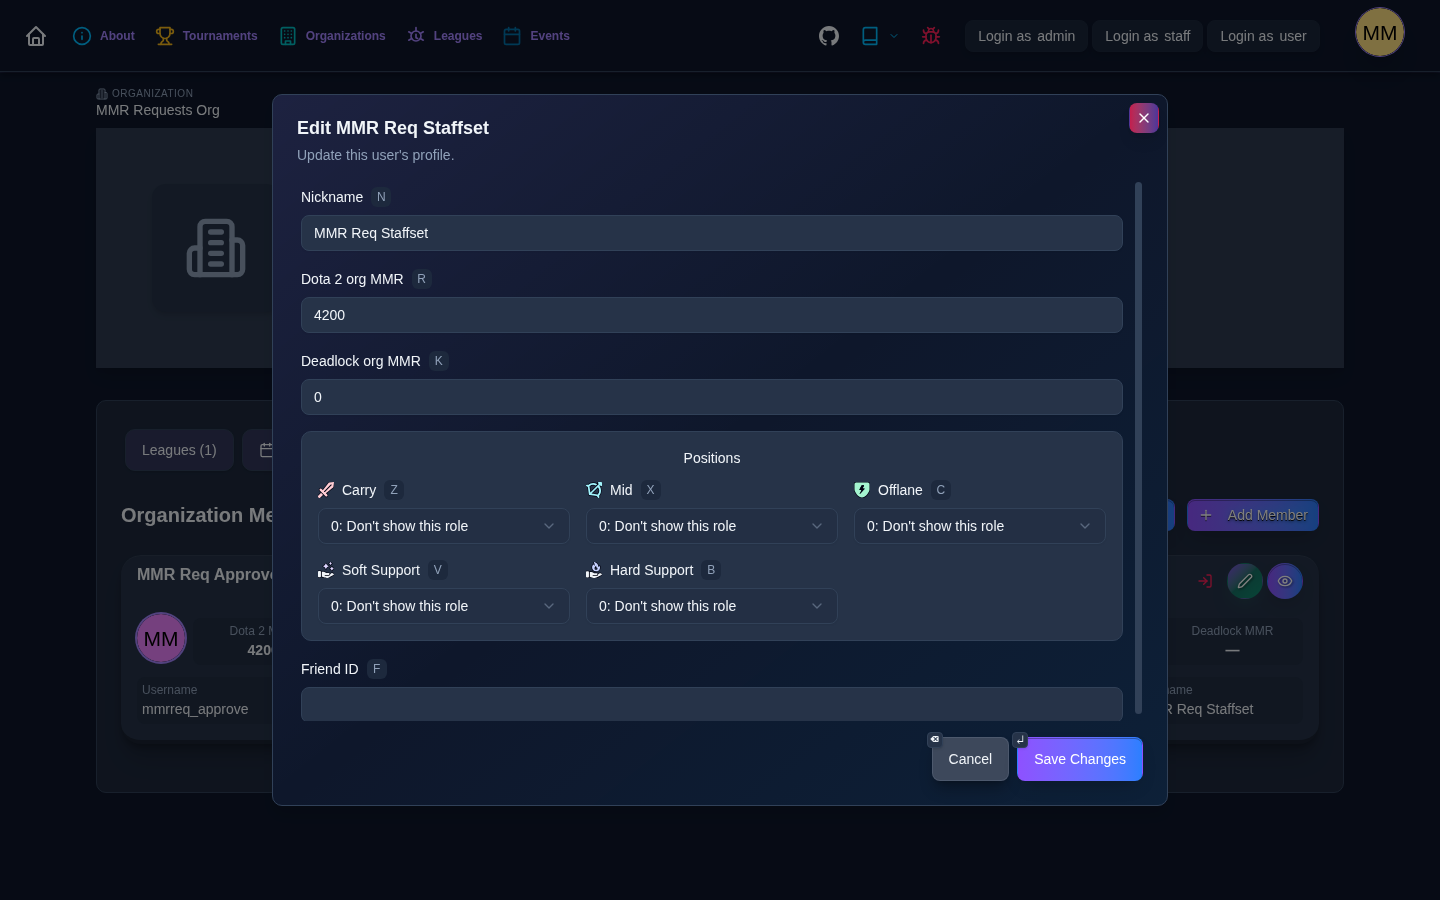 About Tournaments Organizations Leagues Events Login as admin Login as staff Login as user MM
ORGANIZATION
MMR Requests Org
Edit MMR Req Staffset
Update this user's profile.
Nickname N
MMR Req Staffset
Dota 2 org MMR R
4200
Deadlock org MMR K
0
Positions
Carry Z Mid X Offlane C
0: Don't show this role 0: Don't show this role 0: Don't show this role
Soft Support V Hard Support B
0: Don't show this role 0: Don't show this role
Friend ID F
Cancel Save Changes
Leagues (1)
Organization Me
Add Member
MMR Req Approve
MM
Dota 2 M
420
Username
mmrreq_approve
Deadlock MMR
—
ame
R Req Staffset